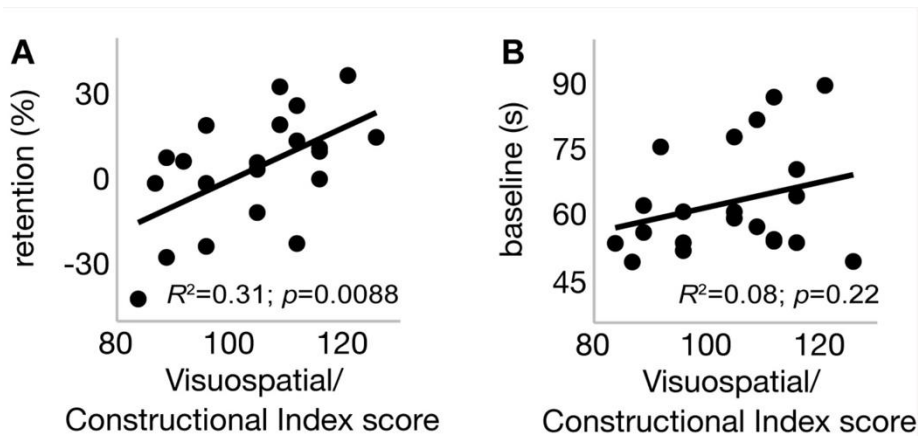 A
retention (%)
30
0
-30
R²=0.31; p=0.0088
80 100 120
Visuospatial/
Constructional Index score
B
baseline (s)
90
75
60
45
R²=0.08; p=0.22
80 100 120
Visuospatial/
Constructional Index score